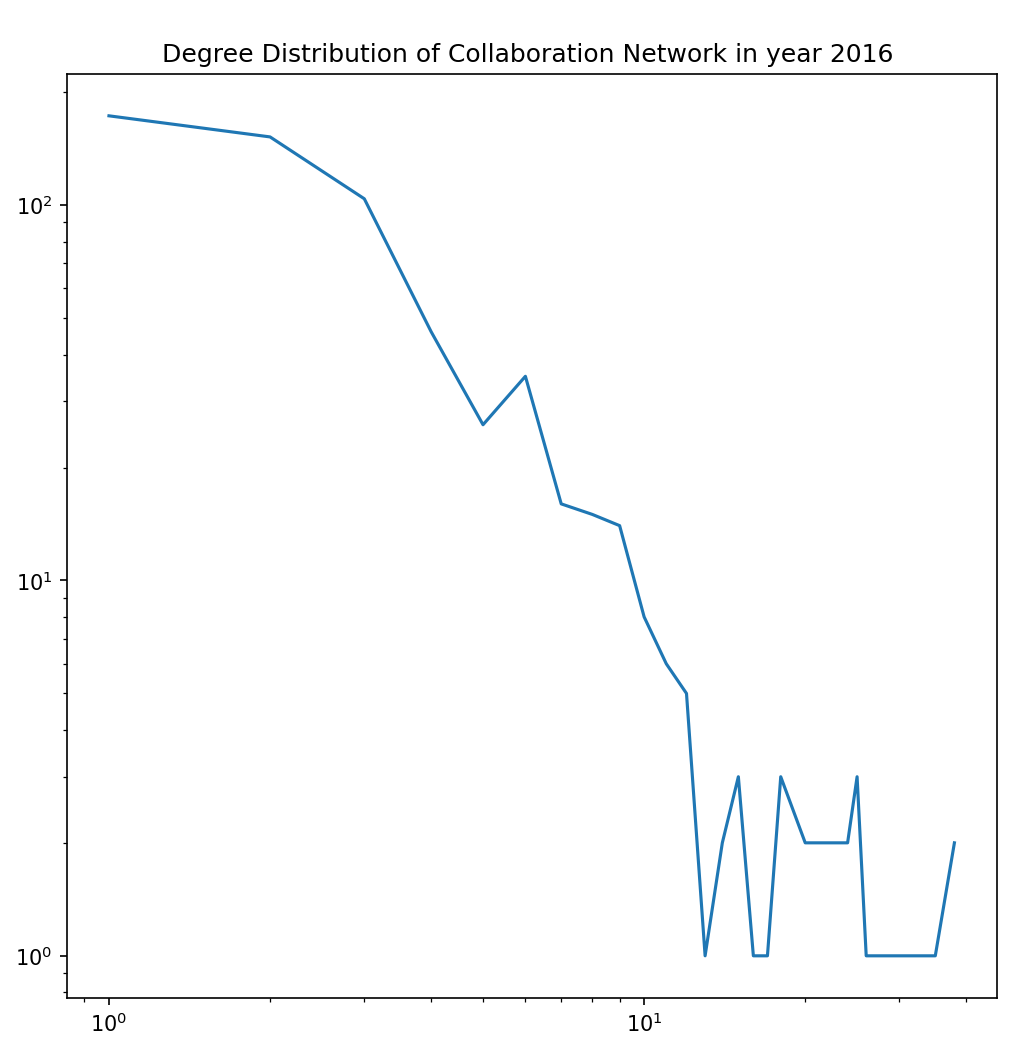 Degree Distribution of Collaboration Network in year 2016
10²
10¹
10⁰
10⁰ 10¹